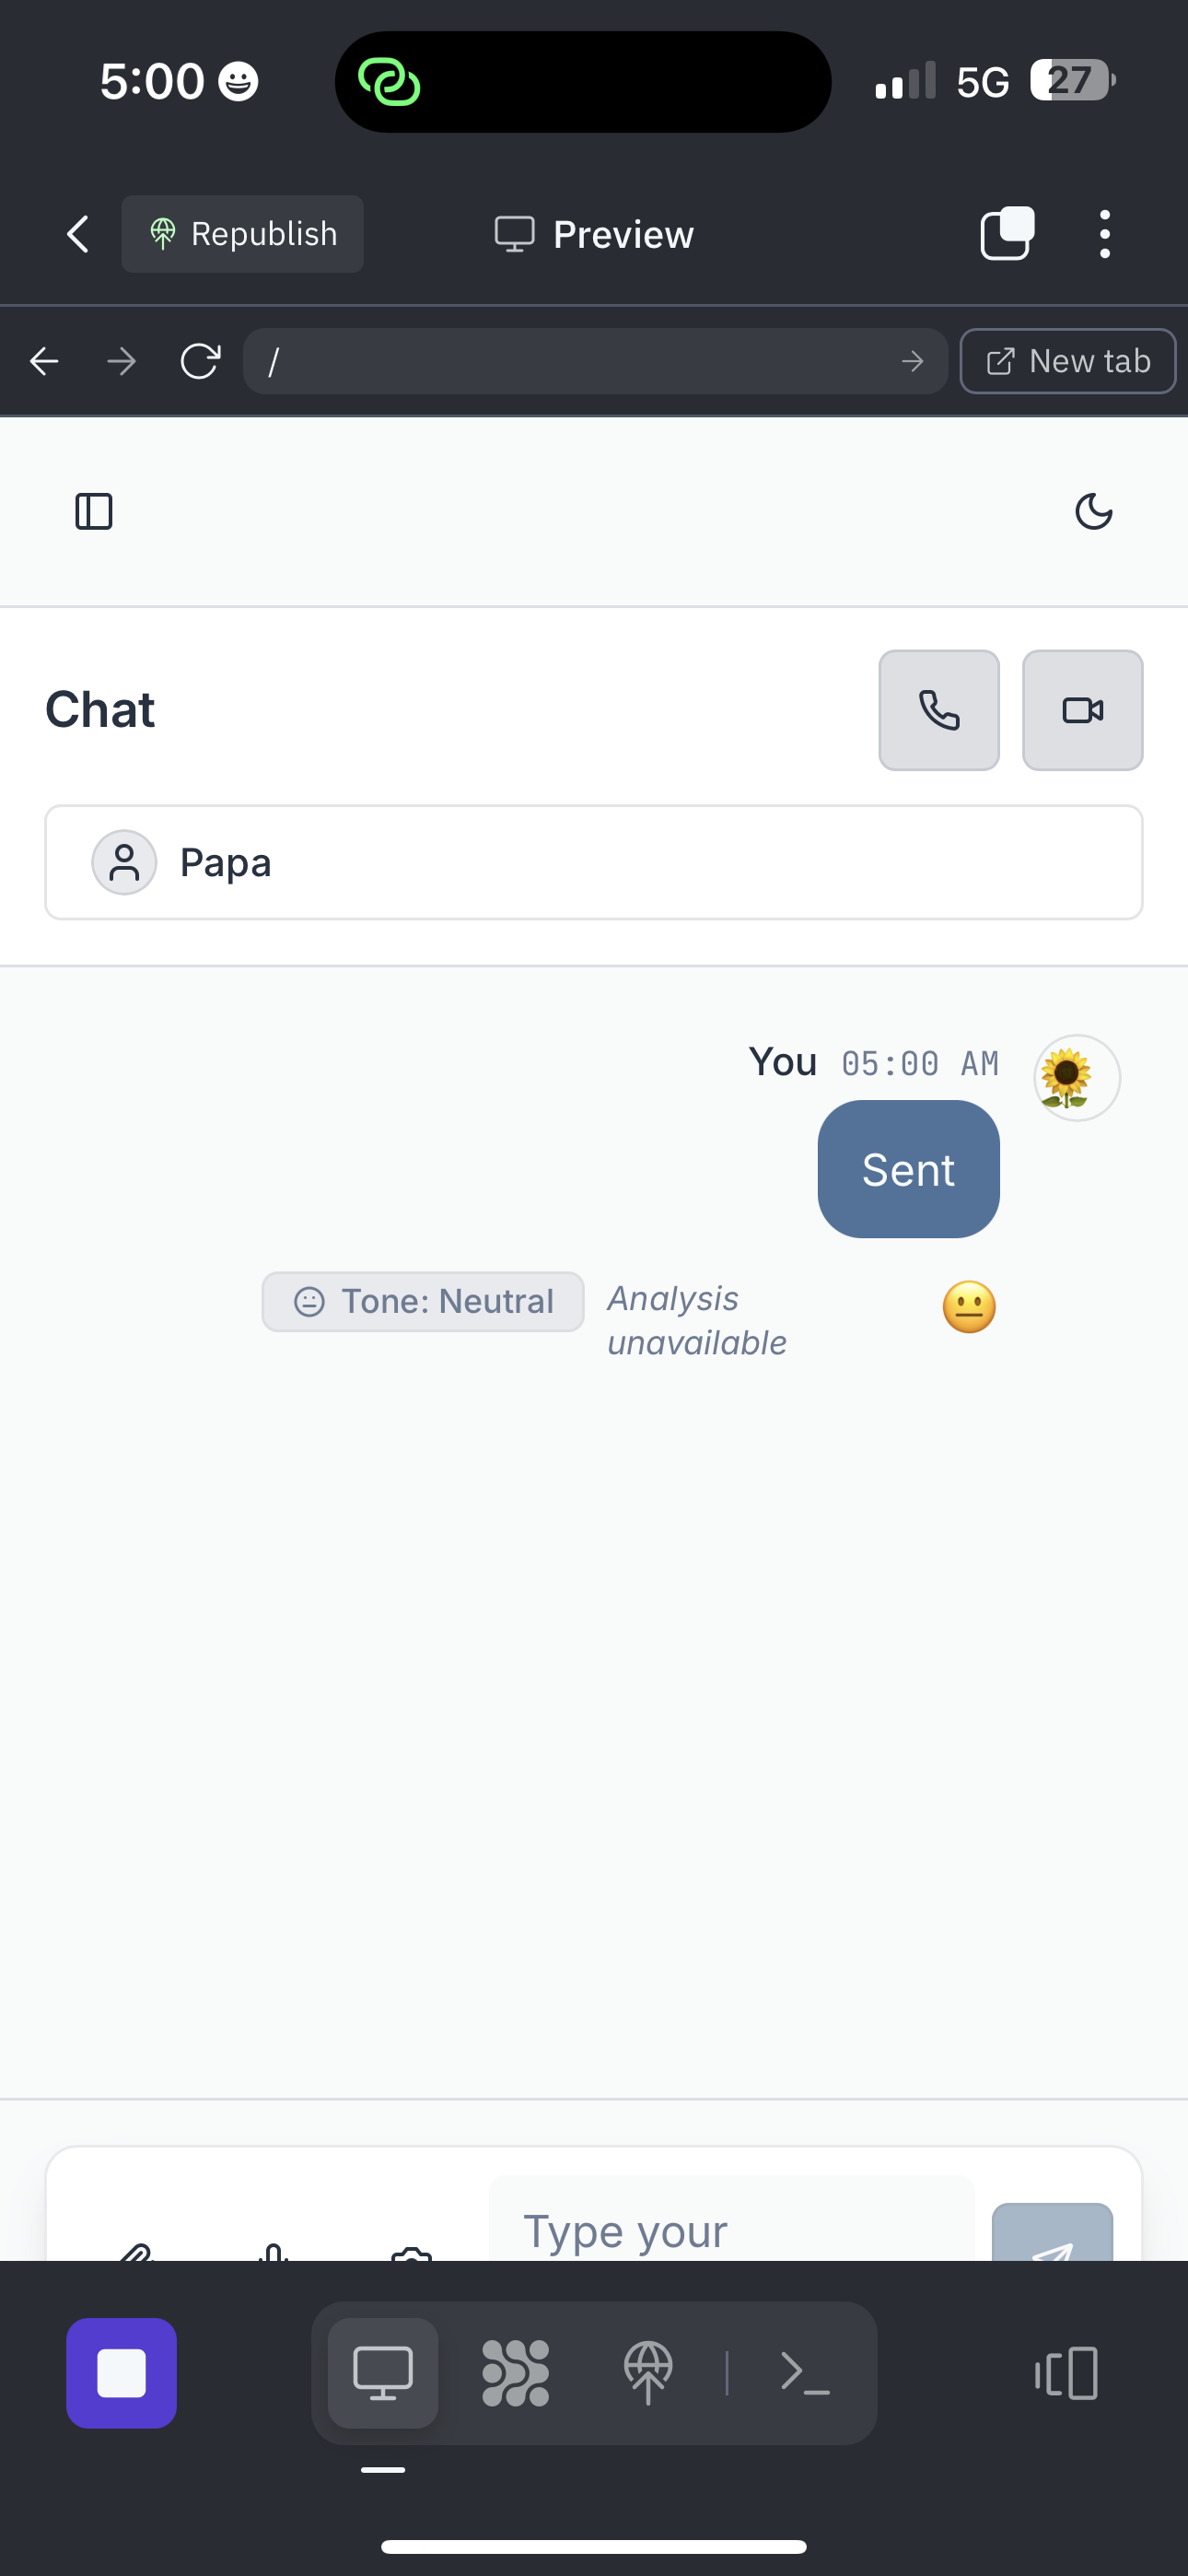 5:00
5G
27
Republish
Preview
/
New tab
Chat
Papa
You 05:00 AM
Sent
Tone: Neutral
Analysis
unavailable
Type your